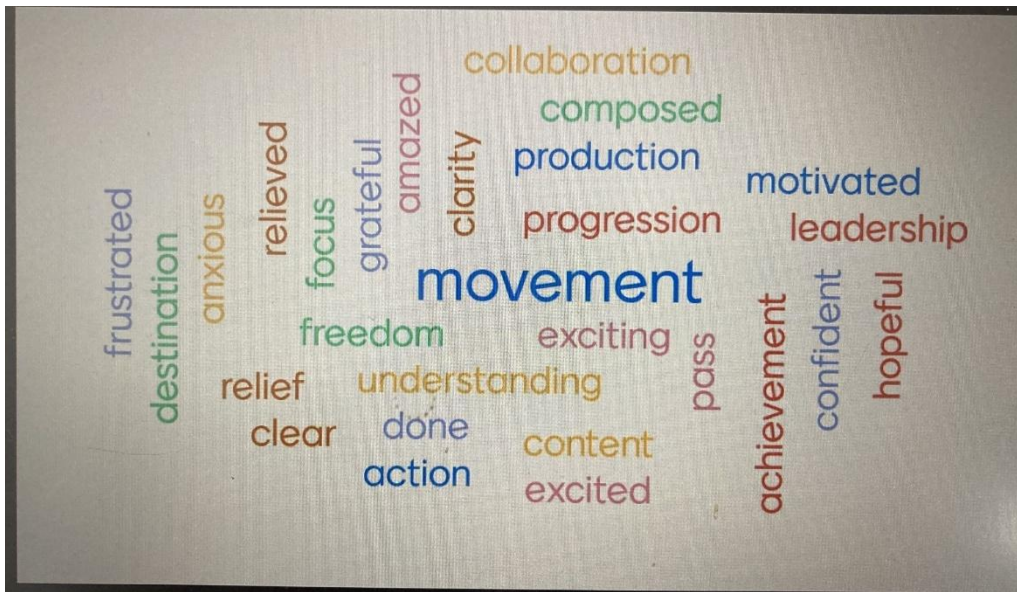 collaboration
composed
production
motivated
progression
leadership
movement
freedom
exciting
relief
understanding
clear
done
content
action
excited
frustrated
destination
anxious
relieved
focus
grateful
amazed
clarity
pass
achievement
confident
hopeful